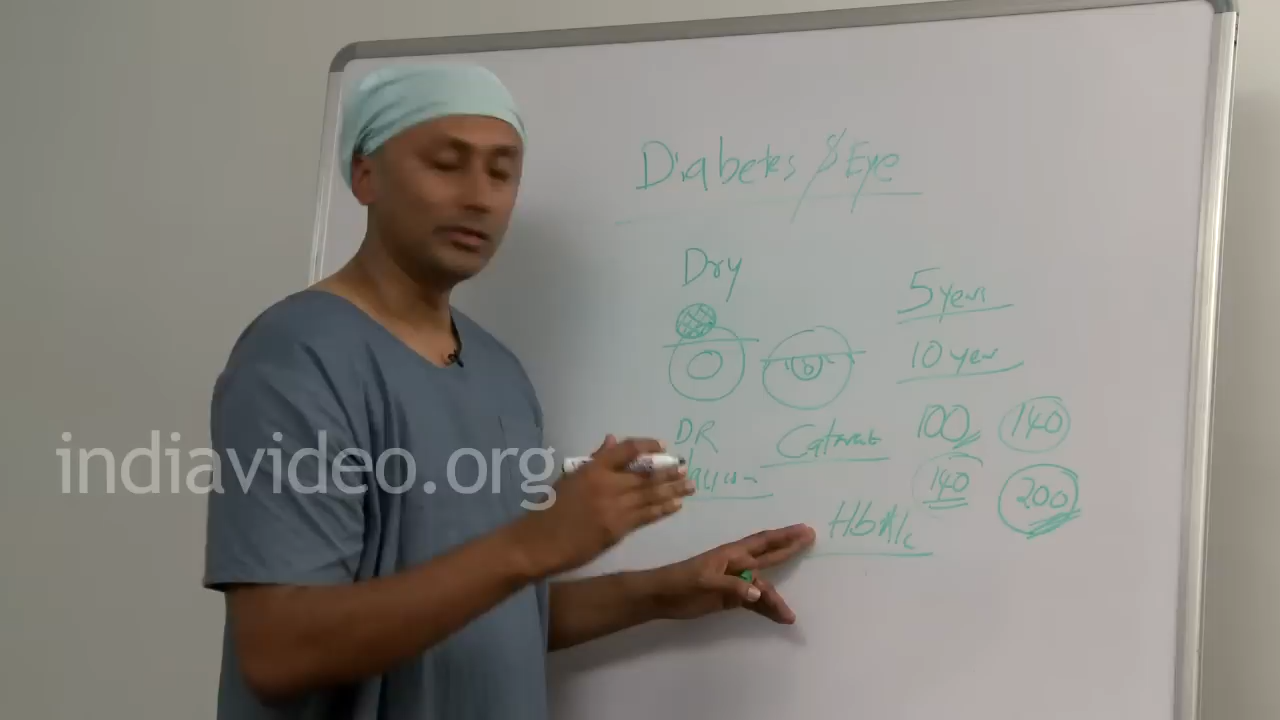 Diabetes & Eye
Dry
5 years
10 year
100 140
DR Cataract
140 200
HbA1c
indiavideo.org